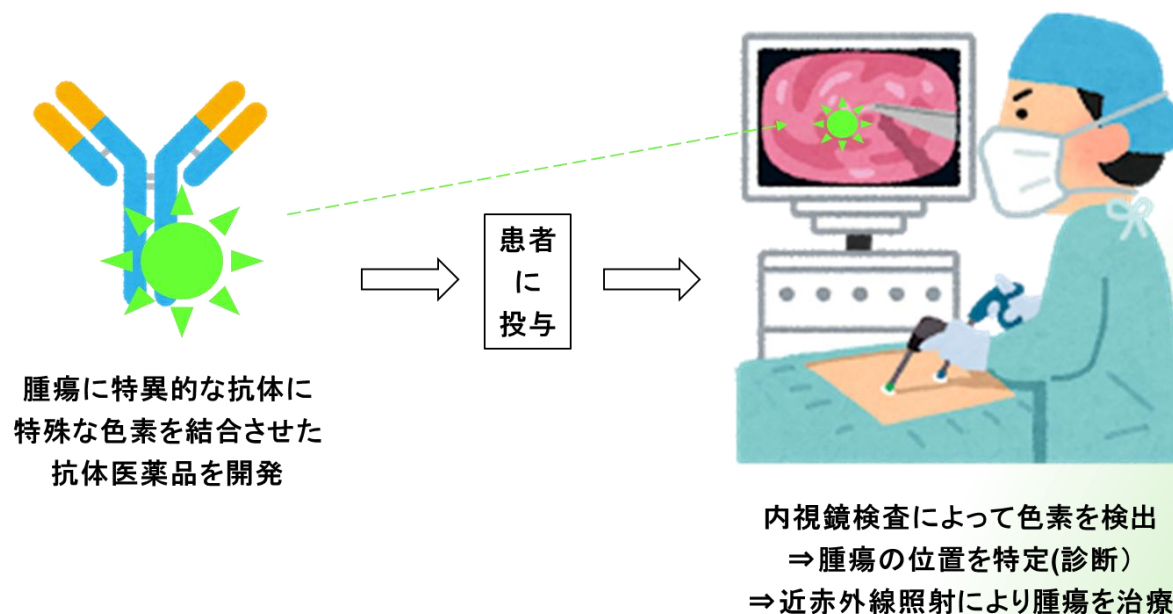 患者
に
投与
腫瘍に特異的な抗体に
特殊な色素を結合させた
抗体医薬品を開発
内視鏡検査によって色素を検出
⇒腫瘍の位置を特定(診断）
⇒近赤外線照射により腫瘍を治療